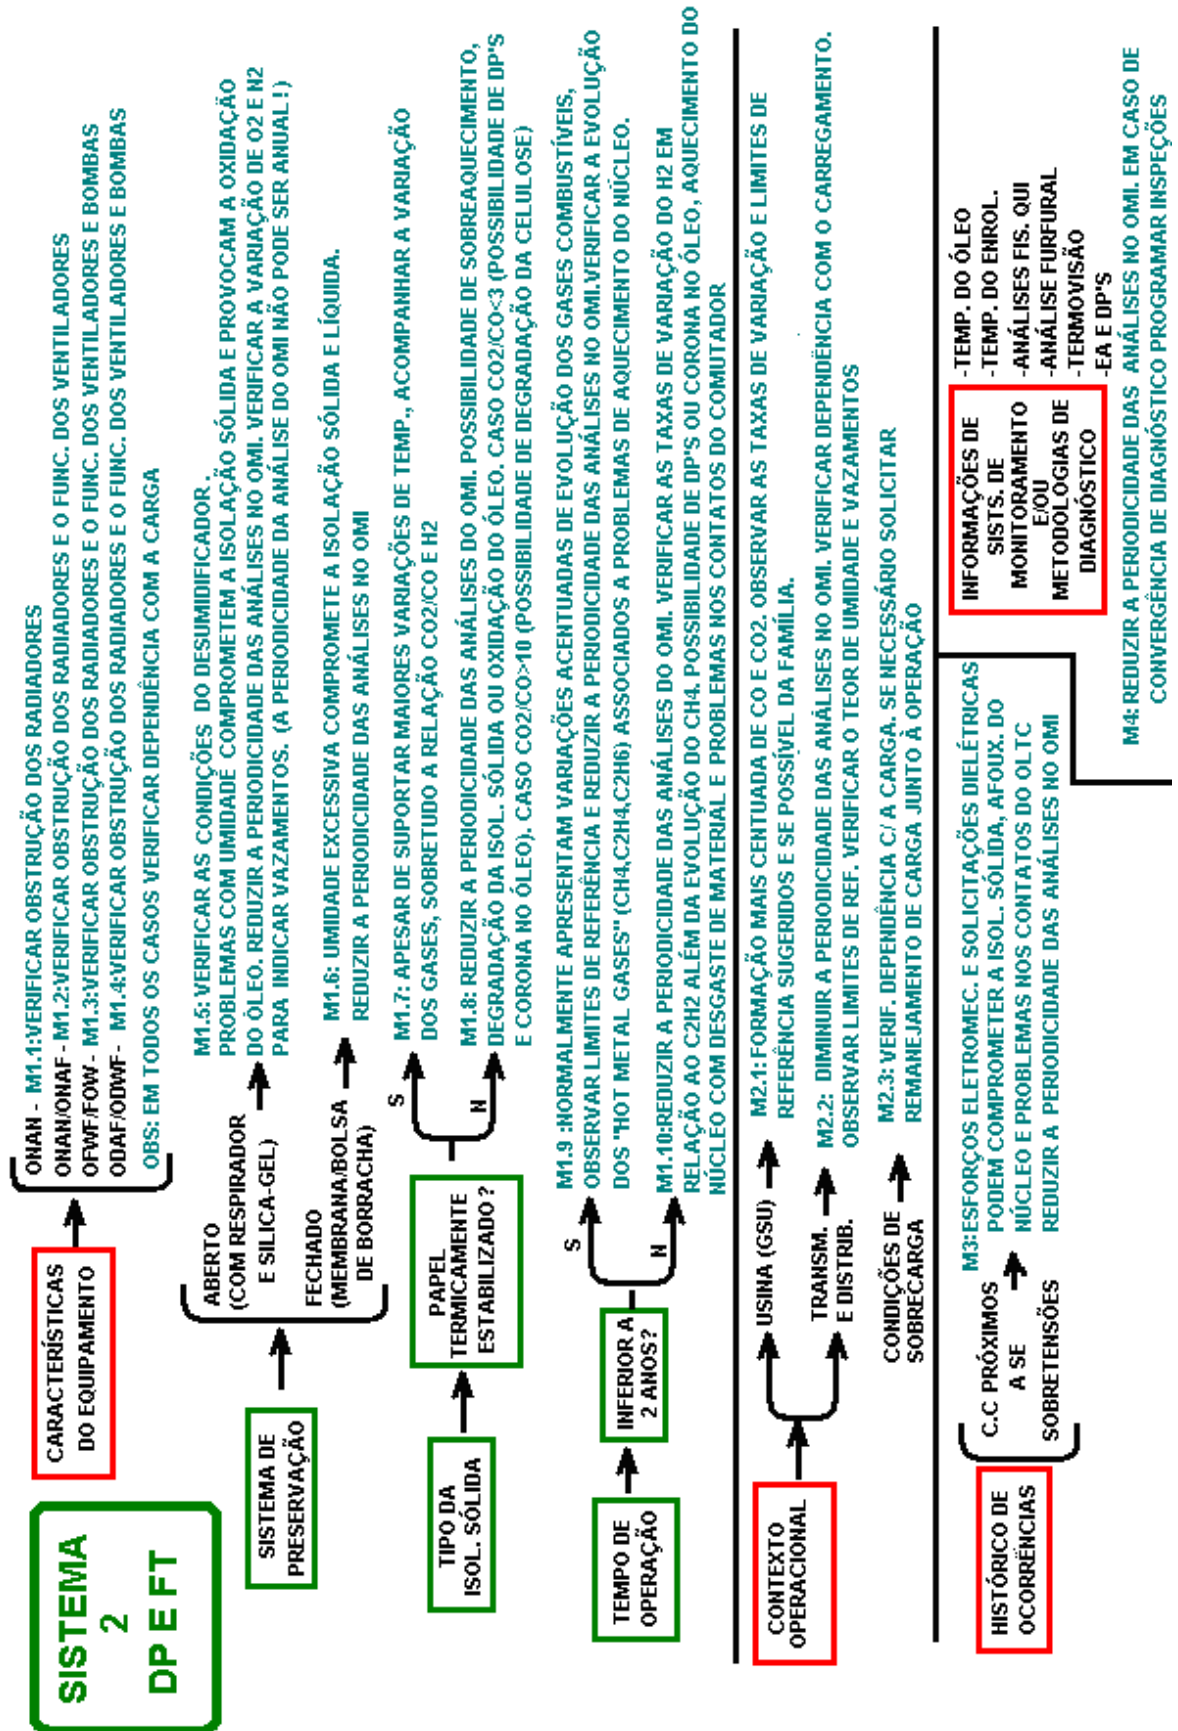 SISTEMA
2
DP E FT
CARACTERÍSTICAS
DO EQUIPAMENTO
ONAN - M1.1:VERIFICAR OBSTRUÇÃO DOS RADIADORES
ONAN/ONAF - M1.2:VERIFICAR OBSTRUÇÃO DOS RADIADORES E O FUNC. DOS VENTILADORES
OFWF/FOW - M1.3:VERIFICAR OBSTRUÇÃO DOS RADIADORES E O FUNC. DOS VENTILADORES E BOMBAS
ODAF/ODWF - M1.4:VERIFICAR OBSTRUÇÃO DOS RADIADORES E O FUNC. DOS VENTILADORES E BOMBAS
OBS: EM TODOS OS CASOS VERIFICAR DEPENDÊNCIA COM A CARGA
SISTEMA DE
PRESERVAÇÃO
ABERTO
(COM RESPIRADOR
E SILICA-GEL)
M1.5: VERIFICAR AS CONDIÇÕES DO DESUMIDIFICADOR.
PROBLEMAS COM UMIDADE COMPROMETEM A ISOLAÇÃO SÓLIDA E PROVOCAM A OXIDAÇÃO
DO ÓLEO. REDUZIR A PERIODICIDADE DAS ANÁLISES NO OMI. VERIFICAR A VARIAÇÃO DE O2 E N2
PARA INDICAR VAZAMENTOS. (A PERIODICIDADE DA ANÁLISE DO OMI NÃO PODE SER ANUAL!)
FECHADO
(MEMBRANA/BOLSA
DE BORRACHA)
M1.6: UMIDADE EXCESSIVA COMPROMETE A ISOLAÇÃO SÓLIDA E LÍQUIDA.
REDUZIR A PERIODICIDADE DAS ANÁLISES NO OMI
TIPO DA
ISOL. SÓLIDA
PAPEL
TERMICAMENTE
ESTABILIZADO ?
S
M1.7: APESAR DE SUPORTAR MAIORES VARIAÇÕES DE TEMP., ACOMPANHAR A VARIAÇÃO
DOS GASES, SOBRETUDO A RELAÇÃO CO2/CO E H2
N
M1.8: REDUZIR A PERIODICIDADE DAS ANÁLISES DO OMI. POSSIBILIDADE DE SOBREAQUECIMENTO,
DEGRADAÇÃO DA ISOL. SÓLIDA OU OXIDAÇÃO DO ÓLEO. CASO CO2/CO<3 (POSSIBILIDADE DE DP'S
E CORONA NO ÓLEO). CASO CO2/CO>10 (POSSIBILIDADE DE DEGRADAÇÃO DA CELULOSE)
TEMPO DE
OPERAÇÃO
INFERIOR A
2 ANOS?
S
M1.9 :NORMALMENTE APRESENTAM VARIAÇÕES ACENTUADAS DE EVOLUÇÃO DOS GASES COMBUSTÍVEIS,
OBSERVAR LIMITES DE REFERÊNCIA E REDUZIR A PERIODICIDADE DAS ANÁLISES NO OMI.VERIFICAR A EVOLUÇÃO
DOS "HOT METAL GASES" (CH4,C2H4,C2H6) ASSOCIADOS A PROBLEMAS DE AQUECIMENTO DO NÚCLEO.
N
M1.10:REDUZIR A PERIODICIDADE DAS ANÁLISES DO OMI. VERIFICAR AS TAXAS DE VARIAÇÃO DO H2 EM
RELAÇÃO AO C2H2 ALÉM DA EVOLUÇÃO DO CH4. POSSIBILIDADE DE DP'S OU CORONA NO ÓLEO, AQUECIMENTO DO
NÚCLEO COM DESGASTE DE MATERIAL E PROBLEMAS NOS CONTATOS DO COMUTADOR
CONTEXTO
OPERACIONAL
USINA (GSU)
M2.1: FORMAÇÃO MAIS CENTUADA DE CO E CO2. OBSERVAR AS TAXAS DE VARIAÇÃO E LIMITES DE
REFERÊNCIA SUGERIDOS E SE POSSÍVEL DA FAMÍLIA.
TRANSM.
E DISTRIB.
M2.2: DIMINUIR A PERIODICIDADE DAS ANÁLISES NO OMI. VERIFICAR DEPENDÊNCIA COM O CARREGAMENTO.
OBSERVAR LIMITES DE REF. VERIFICAR O TEOR DE UMIDADE E VAZAMENTOS
CONDIÇÕES DE
SOBRECARGA
M2.3: VERIF. DEPENDÊNCIA C/ A CARGA. SE NECESSÁRIO SOLICITAR
REMANEJAMENTO DE CARGA JUNTO À OPERAÇÃO
HISTÓRICO DE
OCORRÊNCIAS
C.C PRÓXIMOS
A SE
SOBRETENSÕES
M3:ESFORÇOS ELETROMEC. E SOLICITAÇÕES DIELÉTRICAS
PODEM COMPROMETER A ISOL. SÓLIDA, AFOUX. DO
NÚCLEO E PROBLEMAS NOS CONTATOS DO OLTC
REDUZIR A PERIODICIDADE DAS ANÁLISES NO OMI
INFORMAÇÕES DE
SISTS. DE
MONITORAMENTO
E/OU
METODOLOGIAS DE
DIAGNÓSTICO
-TEMP. DO ÓLEO
-TEMP. DO ENROL.
-ANÁLISES FIS. QUI
-ANÁLISE FURFURAL
-TERMOVISÃO
-EA E DP'S
M4: REDUZIR A PERIODICIDADE DAS ANÁLISES NO OMI. EM CASO DE
CONVERGÊNCIA DE DIAGNÓSTICO PROGRAMAR INSPEÇÕES